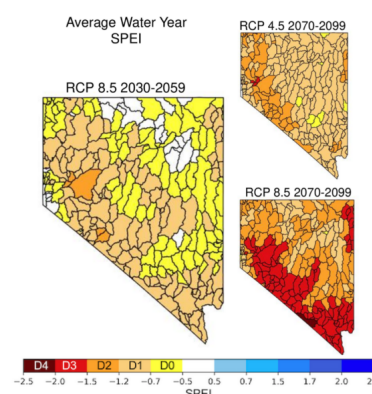 Average Water Year
SPEI
RCP 4.5 2070-2099
RCP 8.5 2030-2059
RCP 8.5 2070-2099
D4 D3 D2 D1 D0
−2.5 −2.0 −1.5 −1.2 −0.7 −0.5 0.5 0.7 1.5 1.7 2.0 2.
SPEI